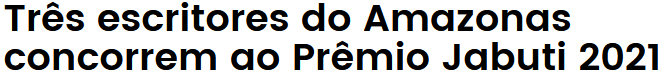 Três escritores do Amazonas
concorrem ao Prêmio Jabuti 2021